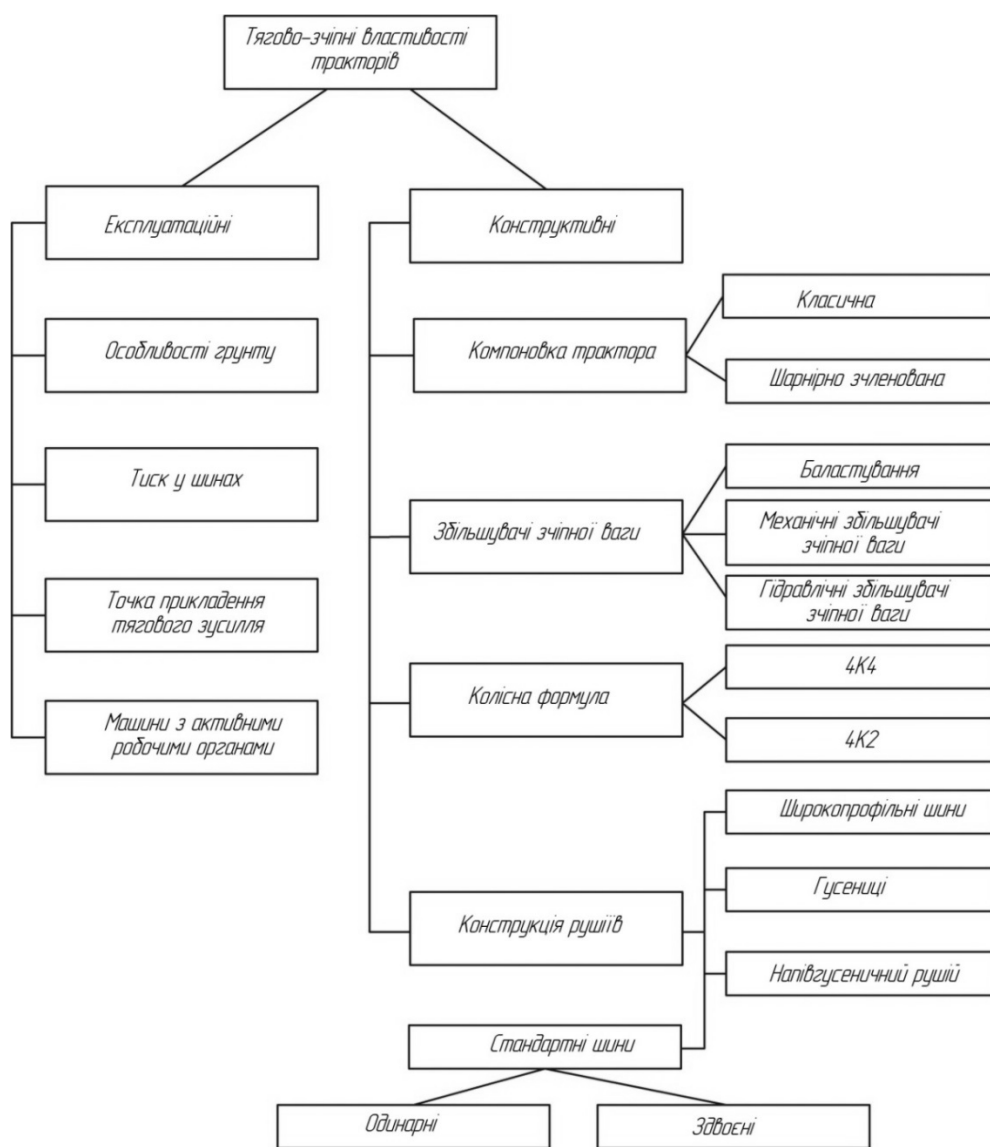 Тягово-зчіпні властивості
тракторів
Експлуатаційні
Конструктивні
Особливості грунту
Компоновка трактора
Класична
Шарнірно зчленована
Тиск у шинах
Збільшувачі зчіпної ваги
Баластування
Механічні збільшувачі
зчіпної ваги
Гідравлічні збільшувачі
зчіпної ваги
Точка прикладення
тягового зусилля
Колісна формула
4К4
4К2
Машини з активними
робочими органами
Конструкція рушіїв
Широкопрофільні шини
Гусениці
Напівгусеничний рушій
Стандартні шини
Одинарні
Здвоєні